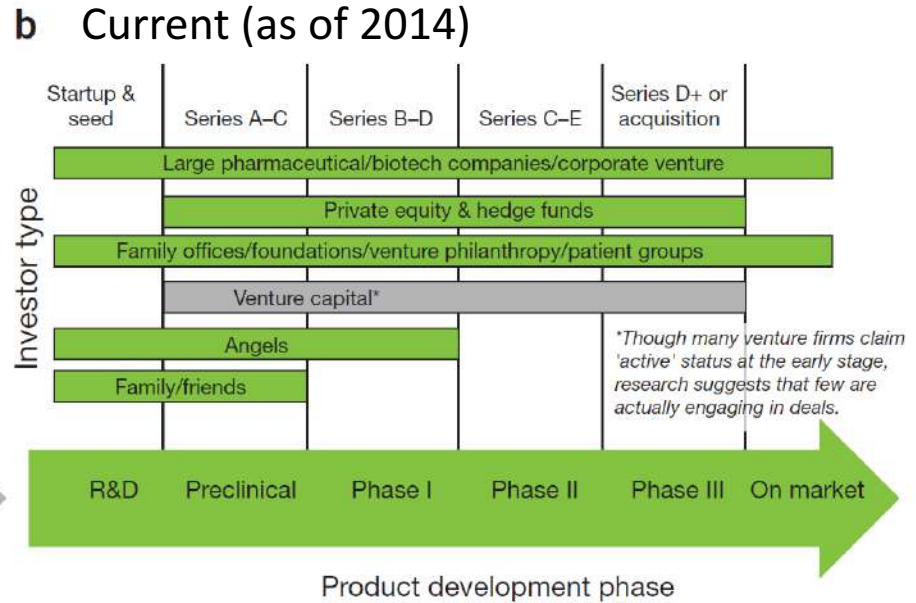 b Current (as of 2014)
Startup &
seed
Series A–C
Series B–D
Series C–E
Series D+ or
acquisition
Investor type
Large pharmaceutical/biotech companies/corporate venture
Private equity & hedge funds
Family offices/foundations/venture philanthropy/patient groups
Venture capital*
Angels
Family/friends
*Though many venture firms claim
'active' status at the early stage,
research suggests that few are
actually engaging in deals.
R&D
Preclinical
Phase I
Phase II
Phase III
On market
Product development phase